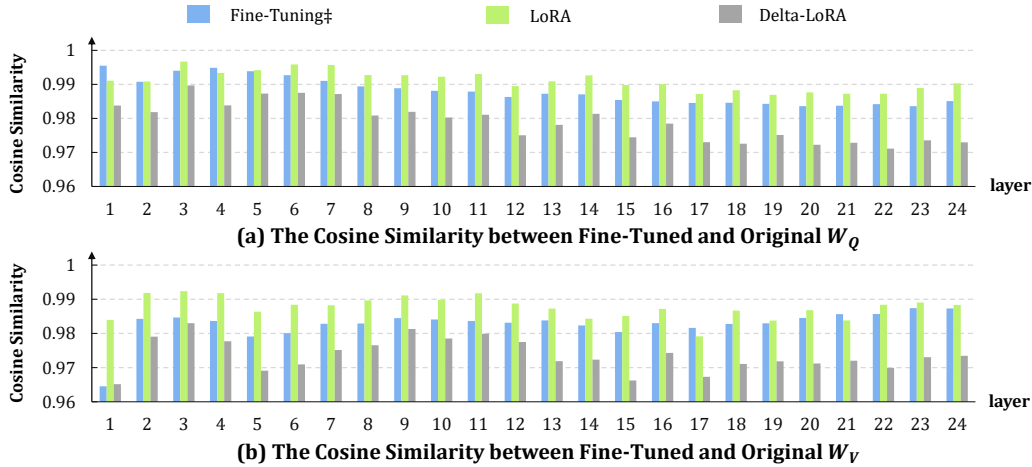 Fine-Tuning‡ LoRA Delta-LoRA
Cosine Similarity
1
0.99
0.98
0.97
0.96
layer
1 2 3 4 5 6 7 8 9 10 11 12 13 14 15 16 17 18 19 20 21 22 23 24
(a) The Cosine Similarity between Fine-Tuned and Original W_Q
Cosine Similarity
1
0.99
0.98
0.97
0.96
layer
1 2 3 4 5 6 7 8 9 10 11 12 13 14 15 16 17 18 19 20 21 22 23 24
(b) The Cosine Similarity between Fine-Tuned and Original W_V